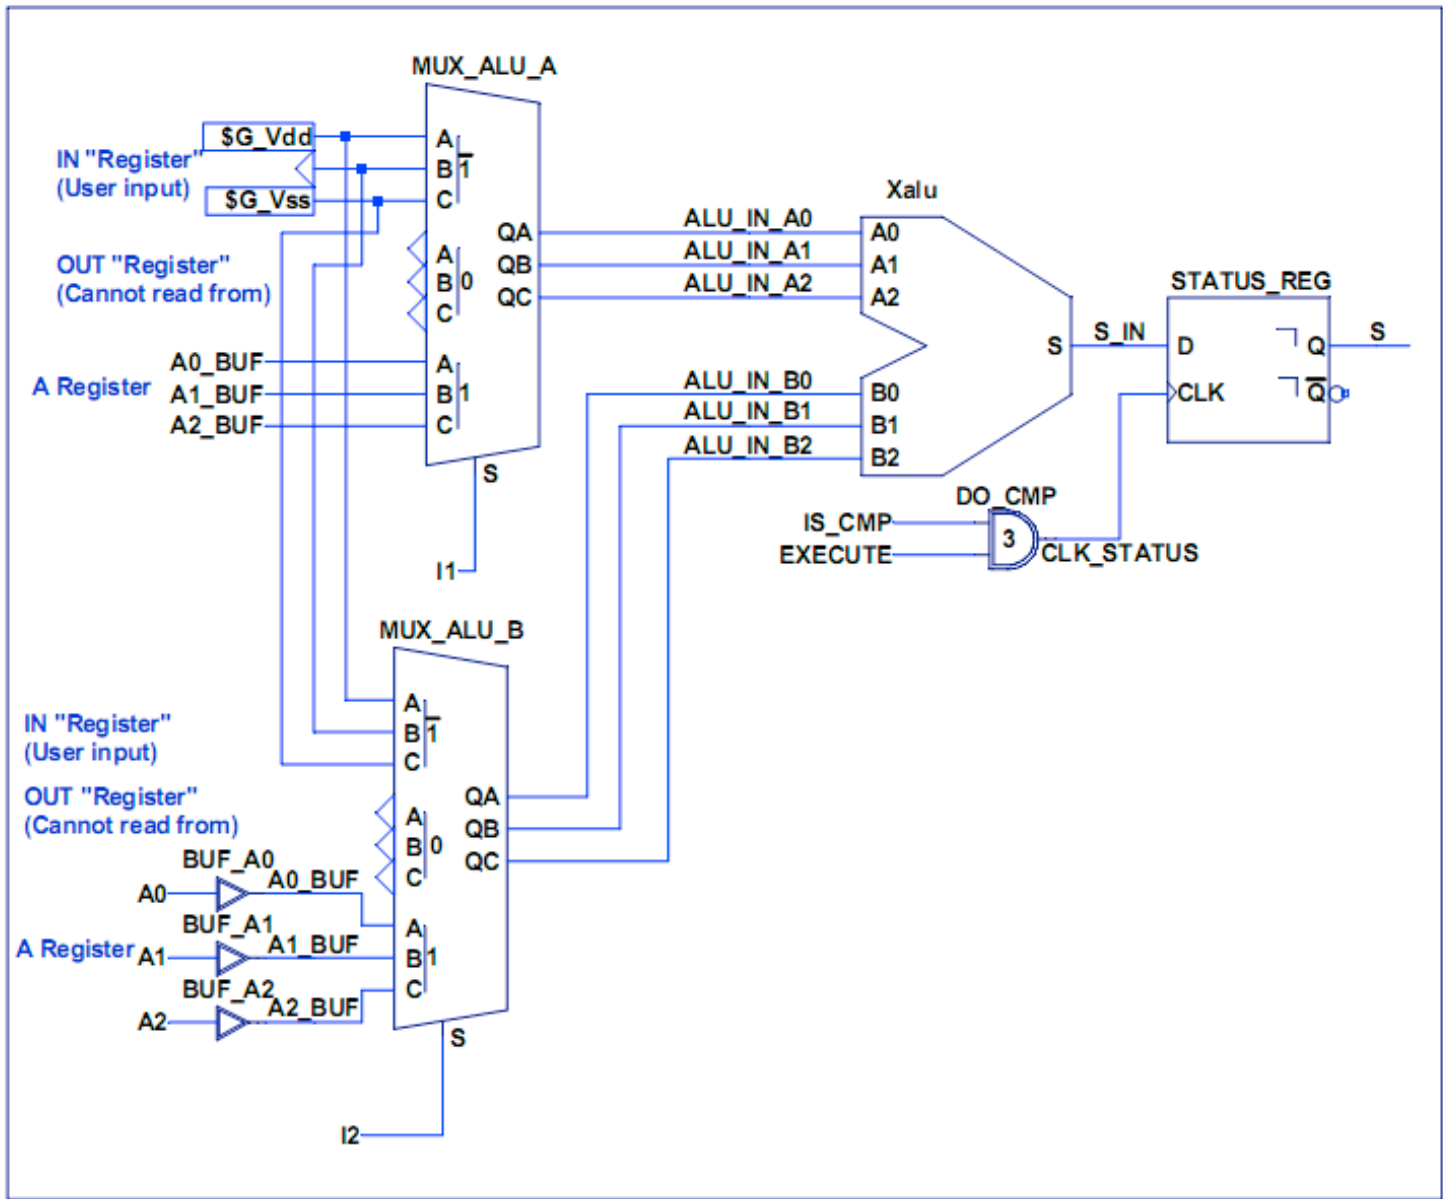 MUX_ALU_A
$G_Vdd
IN "Register"
(User input)
$G_Vss
A
B 1̅
C
OUT "Register"
(Cannot read from)
A
B 0
C
QA
QB
QC
A0_BUF
A Register
A1_BUF
A2_BUF
A
B 1
C
S
I1
ALU_IN_A0
ALU_IN_A1
ALU_IN_A2
Xalu
A0
A1
A2
S
ALU_IN_B0
ALU_IN_B1
ALU_IN_B2
B0
B1
B2
S_IN
STATUS_REG
D
CLK
Q
Q̅
S
DO_CMP
IS_CMP
EXECUTE
3
CLK_STATUS
MUX_ALU_B
IN "Register"
(User input)
A
B 1̅
C
OUT "Register"
(Cannot read from)
A
B 0
C
QA
QB
QC
BUF_A0
A0
A0_BUF
BUF_A1
A Register
A1
A1_BUF
BUF_A2
A2
A2_BUF
A
B 1
C
S
I2